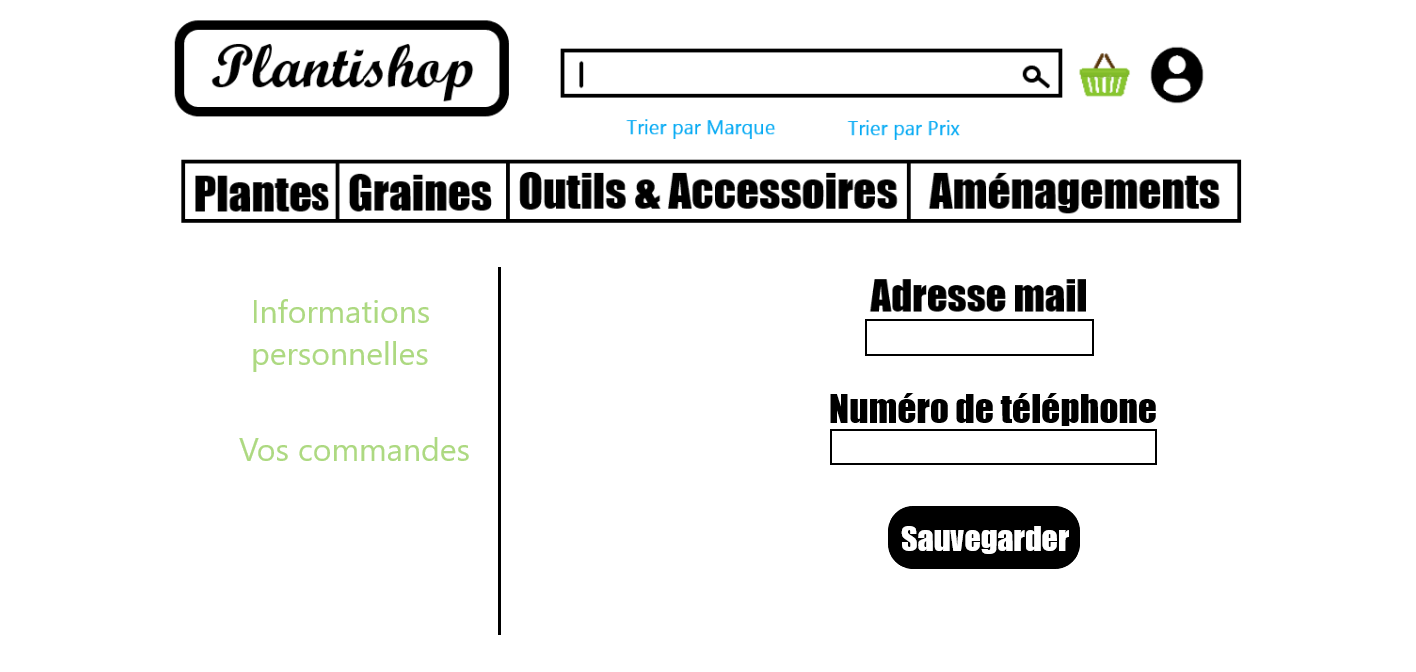 Plantishop
Trier par Marque
Trier par Prix
Plantes
Graines
Outils & Accessoires
Aménagements
Informations
personnelles
Vos commandes
Adresse mail
Numéro de téléphone
Sauvegarder